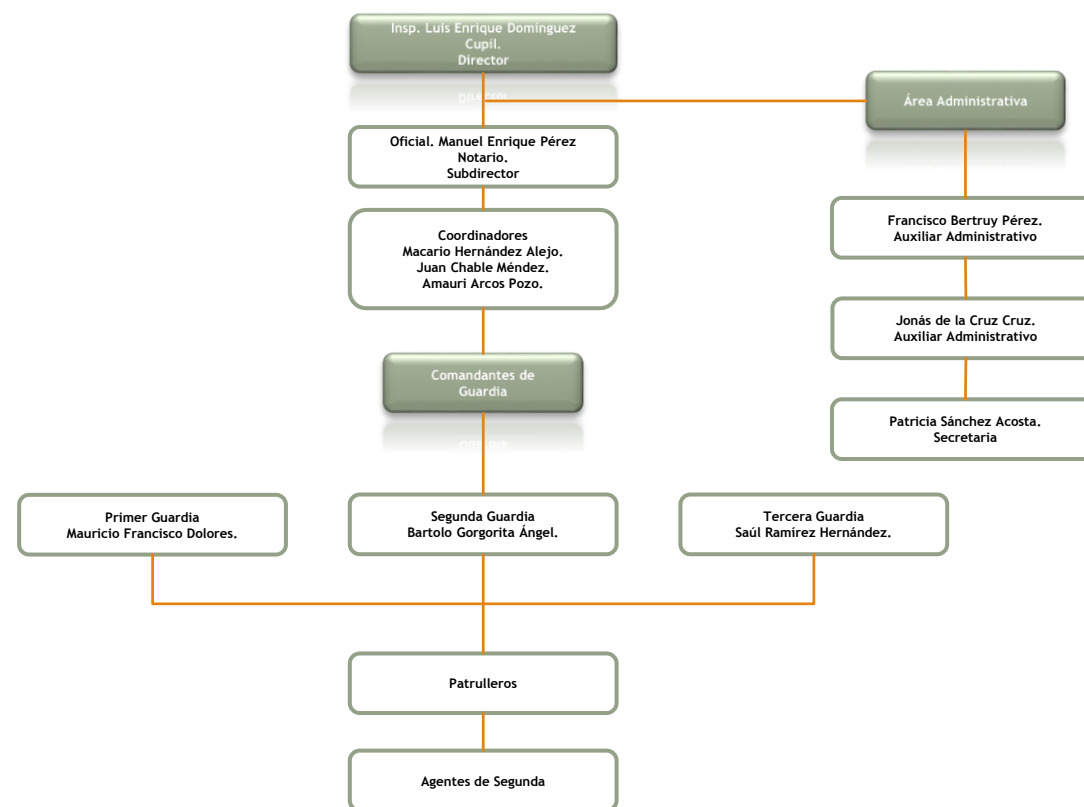 Insp. Luis Enrique Domínguez
Cupil.
Director
Área Administrativa
Oficial. Manuel Enrique Pérez
Notario.
Subdirector
Francisco Bertruy Pérez.
Auxiliar Administrativo
Coordinadores
Macario Hernández Alejo.
Juan Chable Méndez.
Amauri Arcos Pozo.
Jonás de la Cruz Cruz.
Auxiliar Administrativo
Comandantes de
Guardia
Patricia Sánchez Acosta.
Secretaria
Primer Guardia
Mauricio Francisco Dolores.
Segunda Guardia
Bartolo Gorgorita Ángel.
Tercera Guardia
Saúl Ramírez Hernández.
Patrulleros
Agentes de Segunda